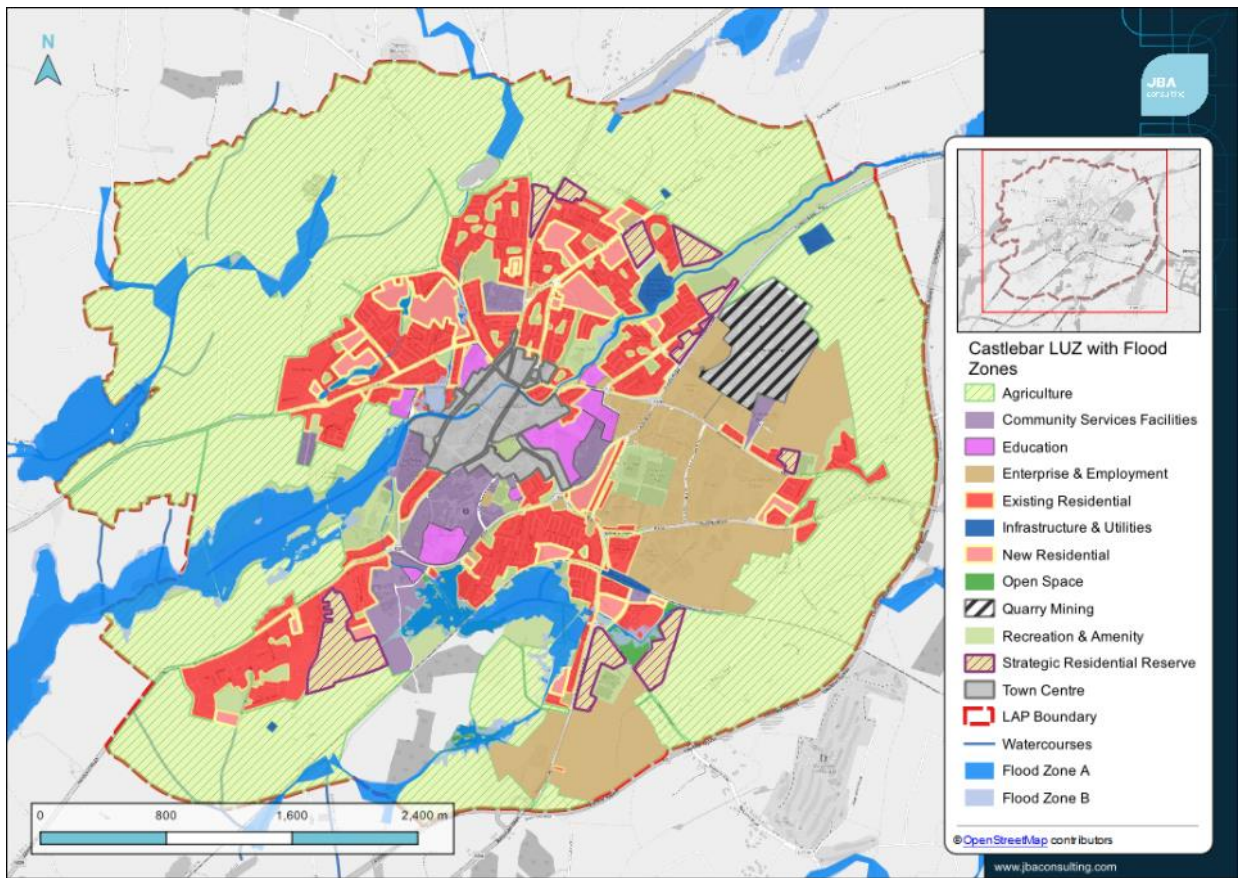 N
JBA
consulting
Castlebar LUZ with Flood
Zones
Agriculture
Community Services Facilities
Education
Enterprise & Employment
Existing Residential
Infrastructure & Utilities
New Residential
Open Space
Quarry Mining
Recreation & Amenity
Strategic Residential Reserve
Town Centre
LAP Boundary
Watercourses
Flood Zone A
Flood Zone B
0 800 1,600 2,400 m
©OpenStreetMap contributors
www.jbaconsulting.com